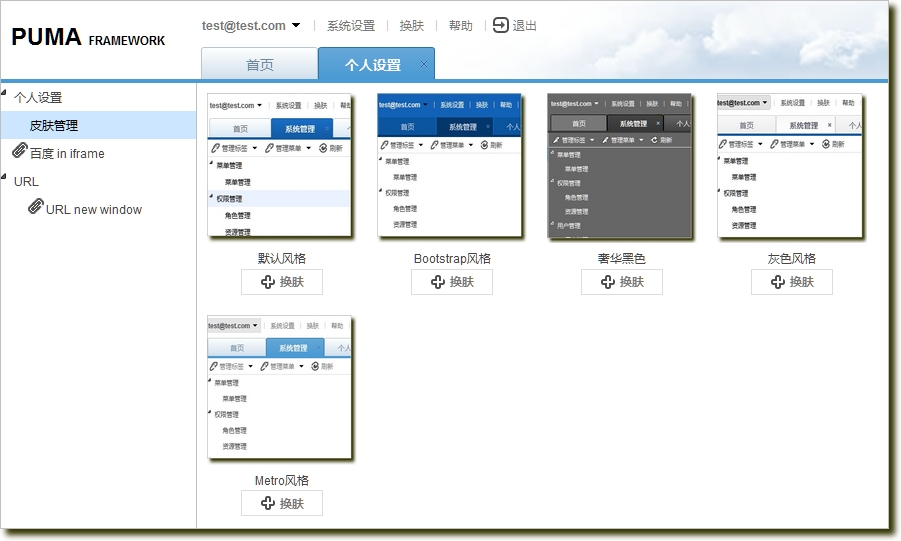 PUMA FRAMEWORK
test@test.com 系统设置 换肤 帮助 退出
首页 个人设置
个人设置
皮肤管理
百度 in iframe
URL
URL new window
test@test.com 系统设置 换肤 帮助
首页 系统管理 个
管理标签 管理菜单 刷新
菜单管理
菜单管理
权限管理
角色管理
资源管理
默认风格
换肤
test@test.com 系统设置 换肤 帮助
首页 系统管理 个人
管理标签 管理菜单 刷新
菜单管理
菜单管理
权限管理
角色管理
资源管理
Bootstrap风格
换肤
test@test.com 系统设置 换肤 帮助
首页 系统管理 个人
管理标签 管理菜单 刷新
菜单管理
菜单管理
权限管理
角色管理
资源管理
用户管理
奢华黑色
换肤
test@test.com 系统设置 换肤 帮助
首页 系统管理 个人
管理标签 管理菜单 刷新
菜单管理
菜单管理
权限管理
角色管理
资源管理
灰色风格
换肤
test@test.com 系统设置 换肤 帮助
首页 系统管理 个人
管理标签 管理菜单 刷新
菜单管理
菜单管理
权限管理
角色管理
资源管理
Metro风格
换肤